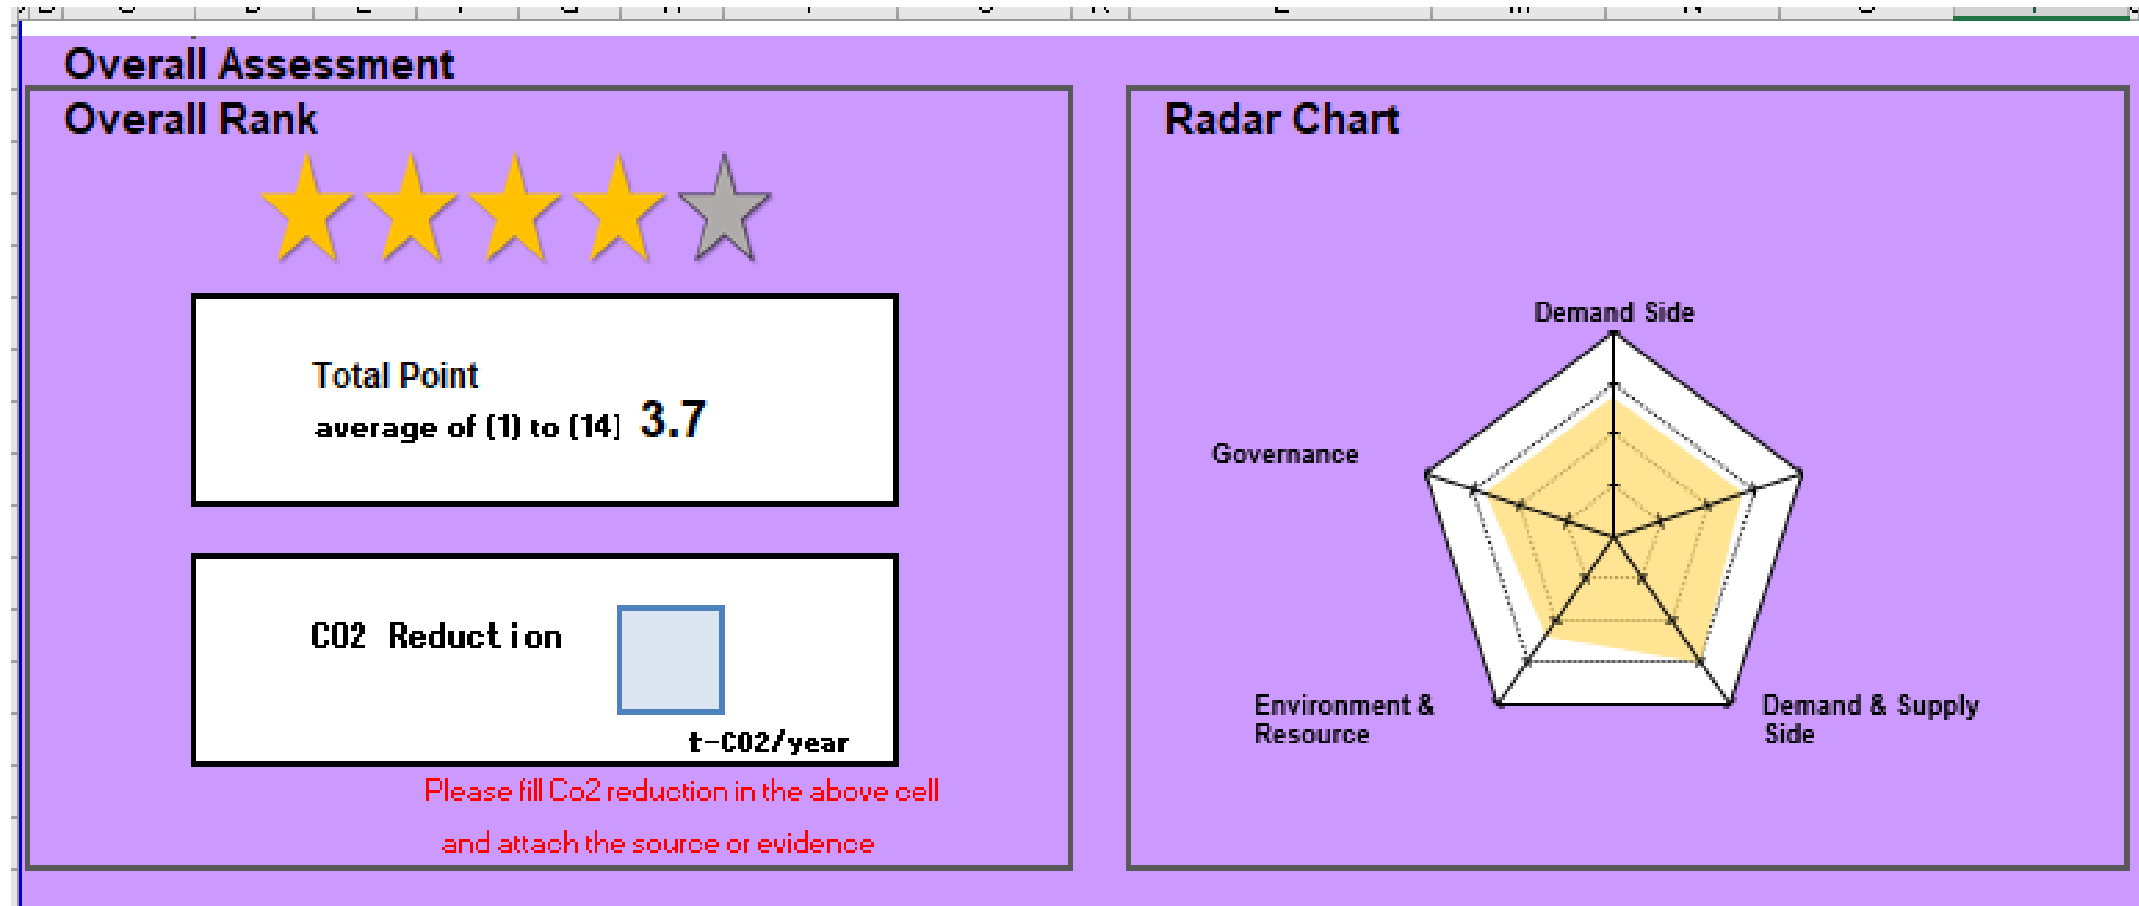 Overall Assessment
Overall Rank
Total Point
average of (1) to (14) 3.7
CO2 Reduction
t-CO2/year
Please fill Co2 reduction in the above cell
and attach the source or evidence
Radar Chart
Demand Side
Governance
Environment &
Resource
Demand & Supply
Side